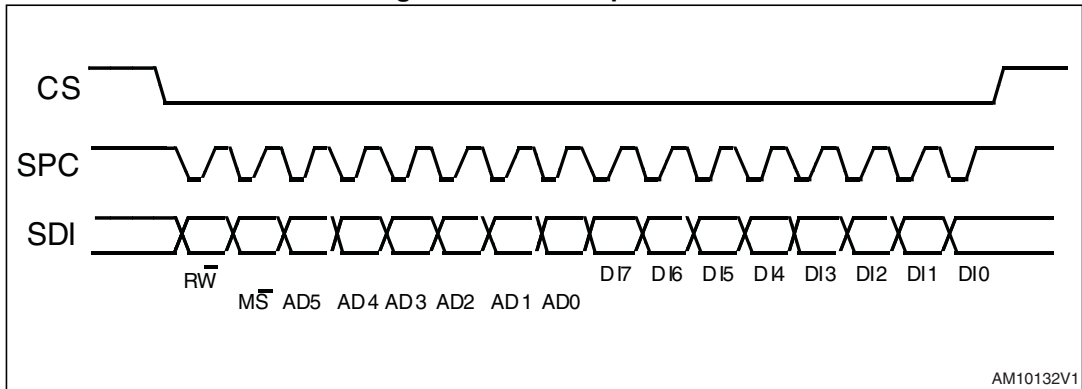 CS
SPC
SDI
RW̅ DI7 DI6 DI5 DI4 DI3 DI2 DI1 DI0
MS̅ AD5 AD4 AD3 AD2 AD1 AD0
AM10132V1